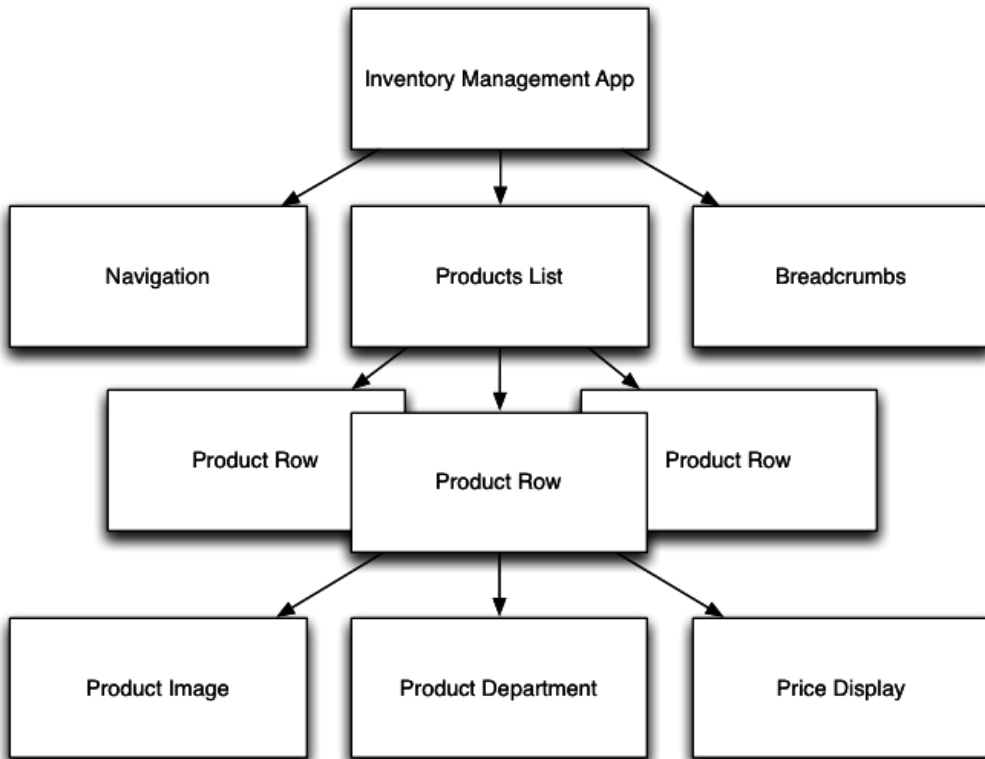 Inventory Management App
Navigation
Products List
Breadcrumbs
Product Row
Product Row
Product Row
Product Image
Product Department
Price Display